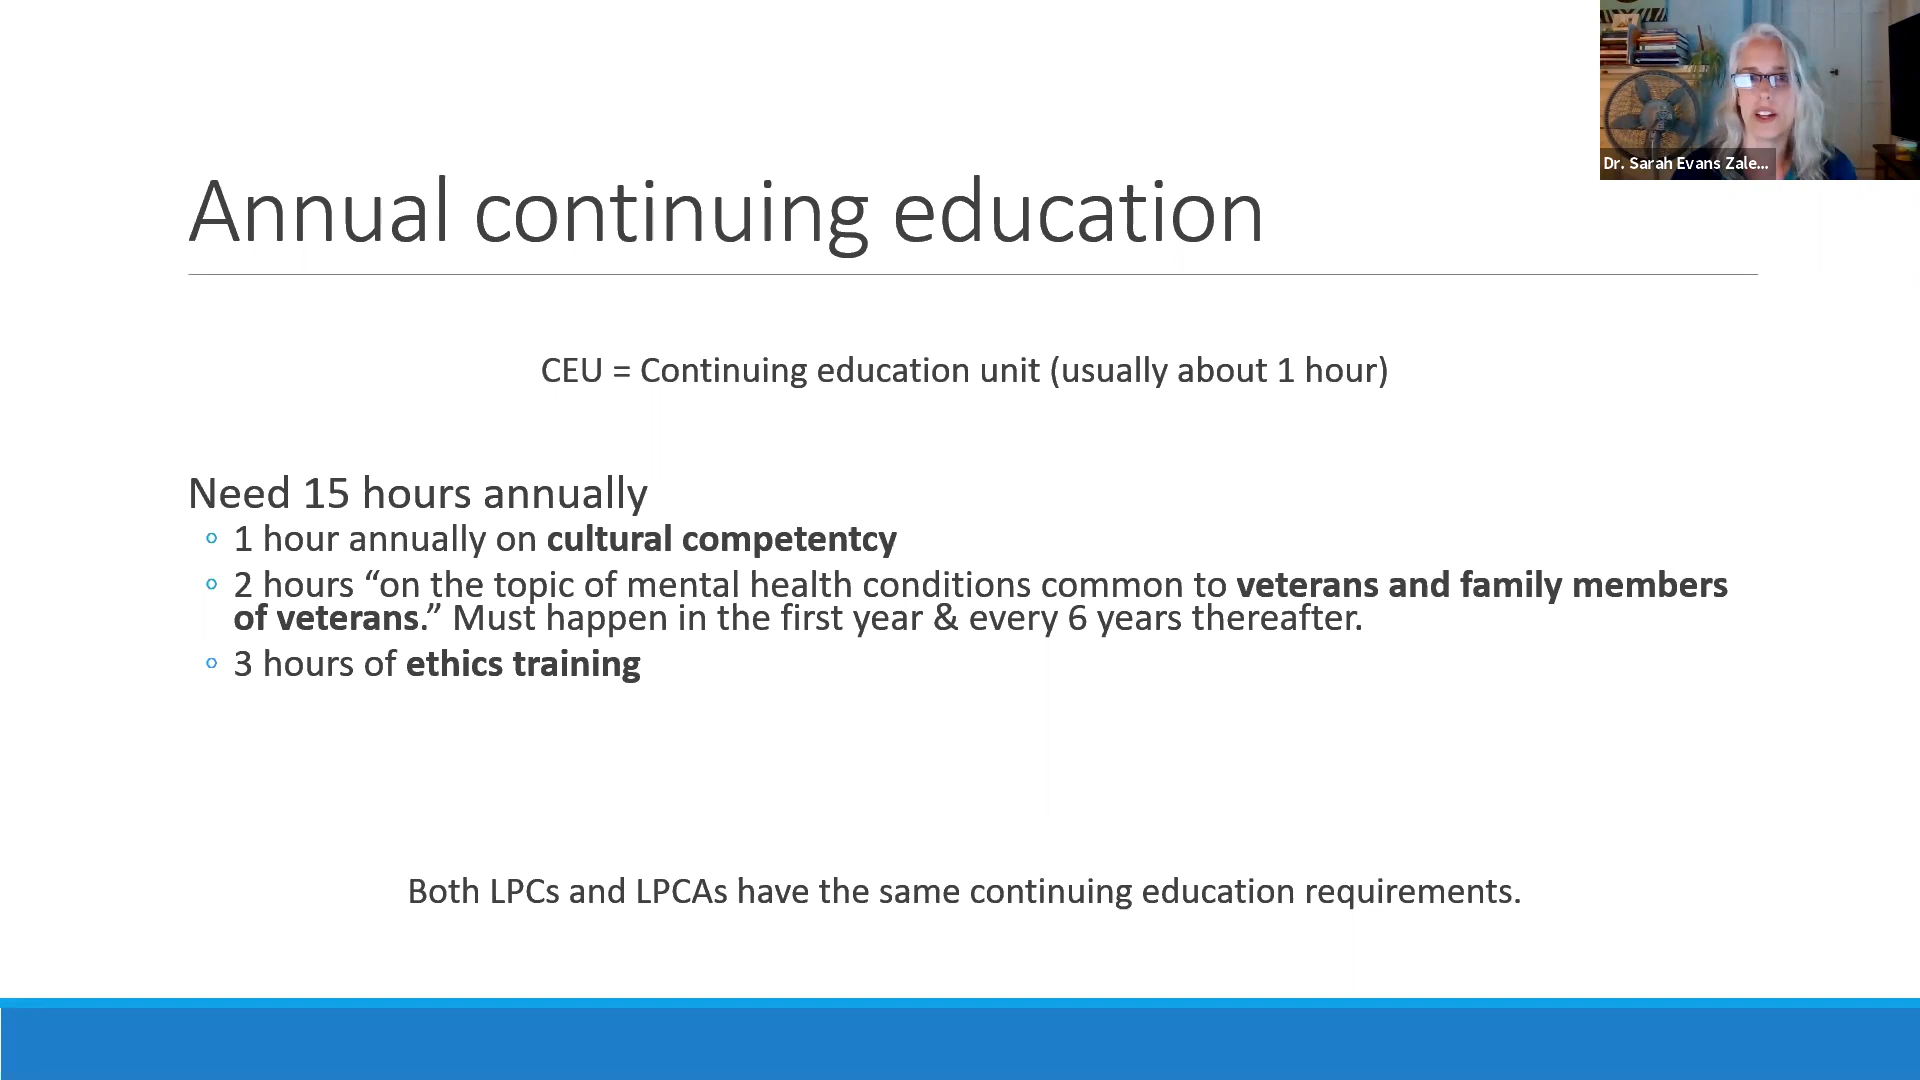 Dr. Sarah Evans Zale...
Annual continuing education
CEU = Continuing education unit (usually about 1 hour)
Need 15 hours annually
1 hour annually on cultural competentcy
2 hours “on the topic of mental health conditions common to veterans and family members
of veterans.” Must happen in the first year & every 6 years thereafter.
3 hours of ethics training
Both LPCs and LPCAs have the same continuing education requirements.